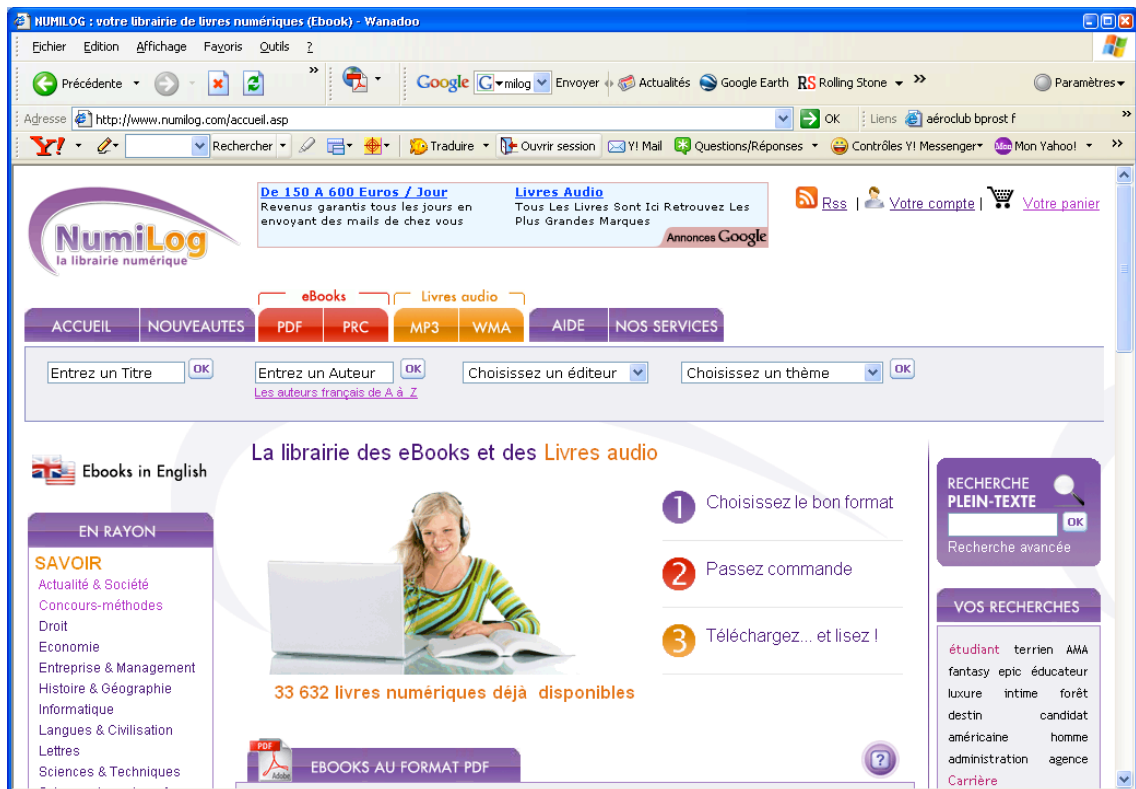 NUMILOG : votre librairie de livres numériques (Ebook) - Wanadoo
Fichier Edition Affichage Favoris Outils ?
Précédente » Google G milog Envoyer Actualités Google Earth RS Rolling Stone » Paramètres
Adresse http://www.numilog.com/accueil.asp OK Liens aéroclub bprost f »
Y! Rechercher Traduire Ouvrir session Y! Mail Questions/Réponses Contrôles Y! Messenger Mon Yahoo! »
De 150 A 600 Euros / Jour
Revenus garantis tous les jours en
envoyant des mails de chez vous
Livres Audio
Tous Les Livres Sont Ici Retrouvez Les
Plus Grandes Marques
Annonces Google
Rss | Votre compte | Votre panier
NumiLog
la librairie numérique
eBooks Livres audio
ACCUEIL NOUVEAUTES PDF PRC MP3 WMA AIDE NOS SERVICES
Entrez un Titre OK Entrez un Auteur OK Choisissez un éditeur Choisissez un thème OK
Les auteurs français de A à Z
Ebooks in English
EN RAYON
SAVOIR
Actualité & Société
Concours-méthodes
Droit
Economie
Entreprise & Management
Histoire & Géographie
Informatique
Langues & Civilisation
Lettres
Sciences & Techniques
La librairie des eBooks et des Livres audio
1 Choisissez le bon format
2 Passez commande
3 Téléchargez... et lisez !
33 632 livres numériques déjà disponibles
PDF
Adobe
EBOOKS AU FORMAT PDF
?
RECHERCHE
PLEIN-TEXTE
OK
Recherche avancée
VOS RECHERCHES
étudiant terrien AMA
fantasy epic éducateur
luxure intime forêt
destin candidat
américaine homme
administration agence
Carrière